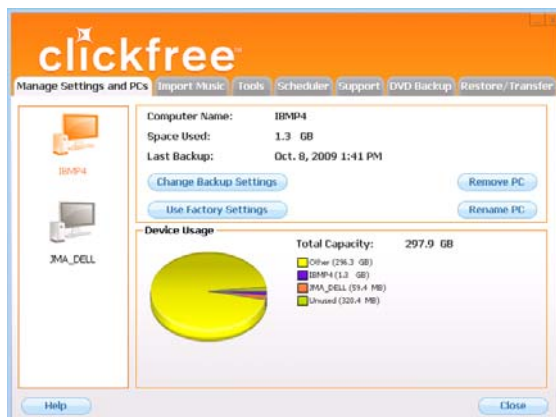 clickfree™
Manage Settings and PCs Import Music Tools Scheduler Support DVD Backup Restore/Transfer
Computer Name: IBMP4
Space Used: 1.3 GB
Last Backup: Oct. 8, 2009 1:41 PM
IBMP4
Change Backup Settings Remove PC
Use Factory Settings Rename PC
Device Usage
JMA_DELL
Total Capacity: 297.9 GB
Other (296.3 GB)
IBMP4 (1.3 GB)
JMA_DELL (59.4 MB)
Unused (320.4 MB)
Help Close